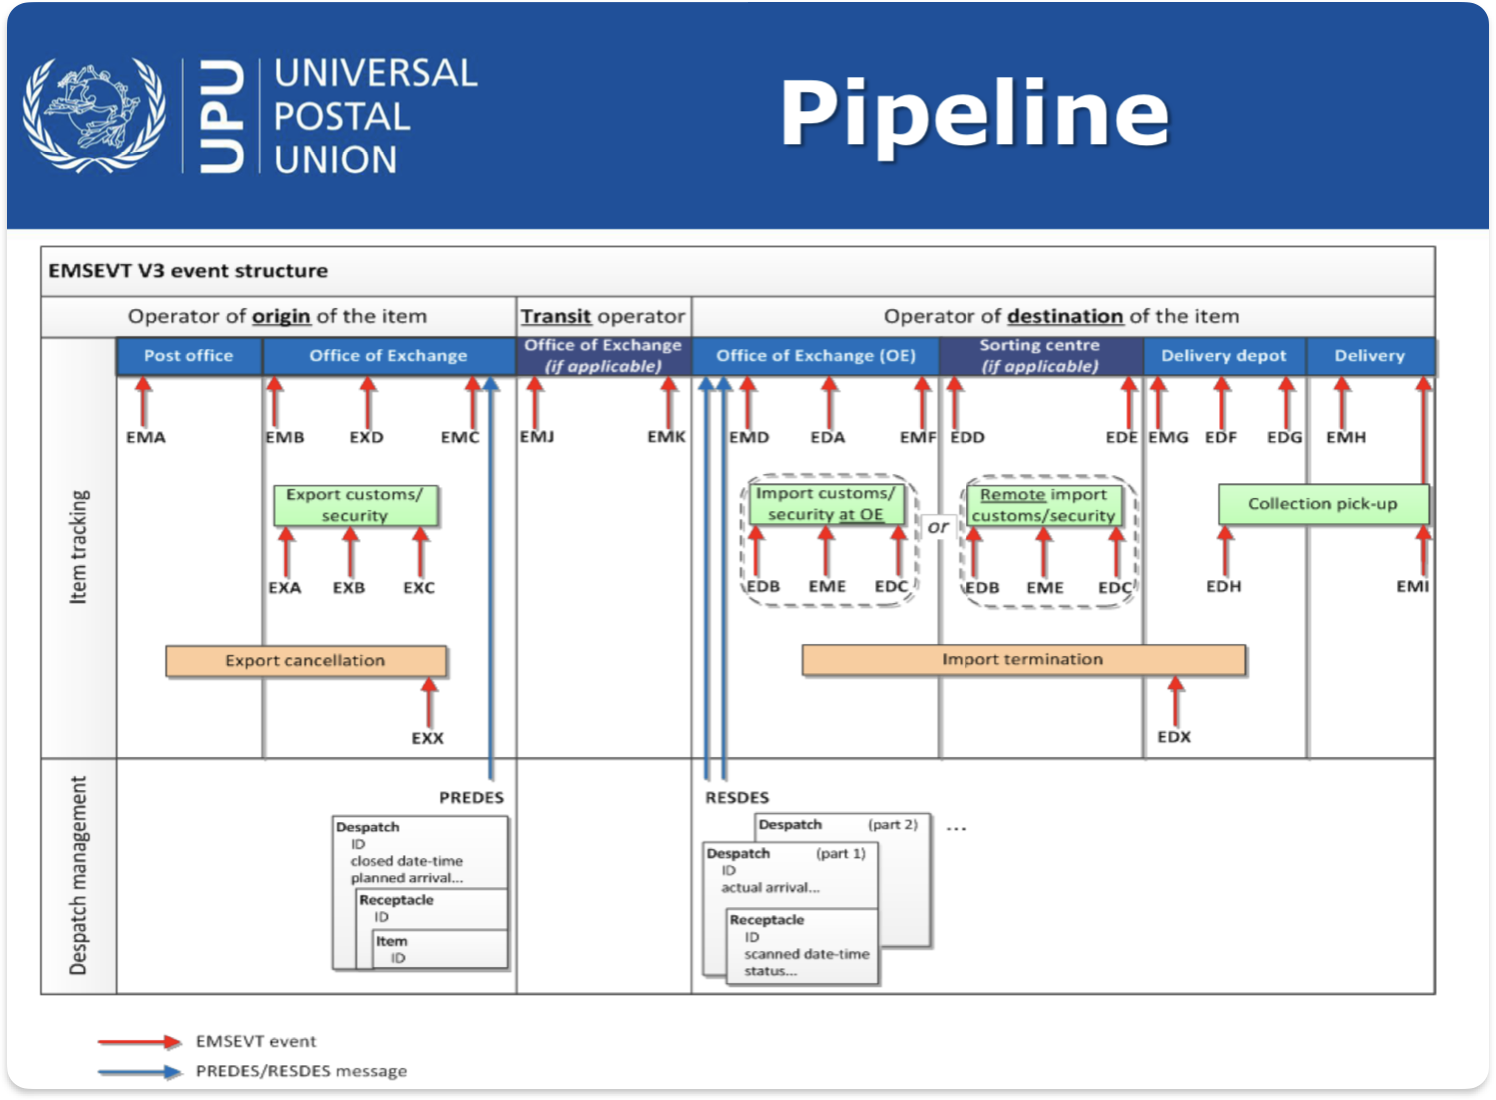 UPU
UNIVERSAL
POSTAL
UNION
Pipeline
EMSEVT V3 event structure
Operator of origin of the item
Transit operator
Operator of destination of the item
Post office
Office of Exchange
Office of Exchange
(if applicable)
Office of Exchange (OE)
Sorting centre
(if applicable)
Delivery depot
Delivery
Item tracking
EMA
EMB
EXD
EMC
EMJ
EMK
EMD
EDA
EMF
EDD
EDE
EMG
EDF
EDG
EMH
Export customs/
security
Import customs/
security at OE
or
Remote import
customs/security
Collection pick-up
EXA
EXB
EXC
EDB
EME
EDC
EDB
EME
EDC
EDH
EMI
Export cancellation
Import termination
EXX
EDX
Despatch management
PREDES
Despatch
ID
closed date-time
planned arrival...
Receptacle
ID
Item
ID
RESDES
Despatch (part 2)
...
Despatch (part 1)
ID
actual arrival...
Receptacle
ID
scanned date-time
status...
EMSEVT event
PREDES/RESDES message